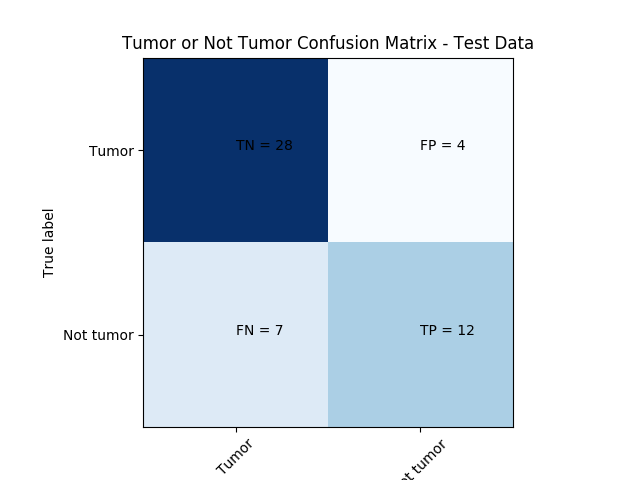 Tumor or Not Tumor Confusion Matrix - Test Data
Tumor
TN = 28
FP = 4
True label
Not tumor
FN = 7
TP = 12
Tumor
tumor